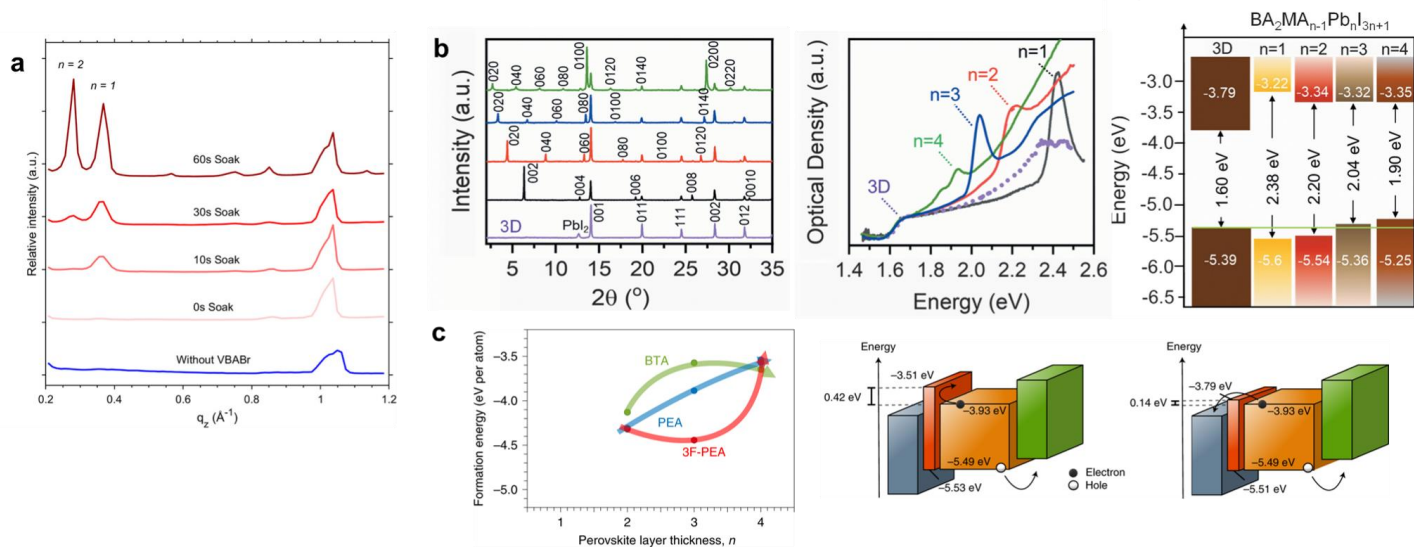 a
n = 2
n = 1
60s Soak
30s Soak
10s Soak
0s Soak
Without VBABr
Relative intensity (a.u.)
0.2 0.4 0.6 0.8 1 1.2
qz (Å-1)
b
Intensity (a.u.)
020 040 060 080 0100 0120 0140 0200 0220
020 040 060 080 0100 0140
020 040 060 080 0100 0120
002 004 006 008 0010
3D PbI2 001 011 111 002 012
5 10 15 20 25 30 35
2θ (°)
Optical Density (a.u.)
n=1
n=2
n=3
n=4
3D
1.4 1.6 1.8 2.0 2.2 2.4 2.6
Energy (eV)
BA2MAn-1PbnI3n+1
3D n=1 n=2 n=3 n=4
Energy (eV)
-3.0
-3.5
-4.0
-4.5
-5.0
-5.5
-6.0
-6.5
-3.79 -3.22 -3.34 -3.32 -3.35
1.60 eV 2.38 eV 2.20 eV 2.04 eV 1.90 eV
-5.39 -5.6 -5.54 -5.36 -5.25
c
Formation energy (eV per atom)
−3.5
−4.0
−4.5
−5.0
BTA
PEA
3F-PEA
1 2 3 4
Perovskite layer thickness, n
Energy
−3.51 eV
0.42 eV
−3.93 eV
−5.49 eV
−5.53 eV
Electron
Hole
Energy
−3.79 eV
0.14 eV
−3.93 eV
−5.49 eV
−5.51 eV